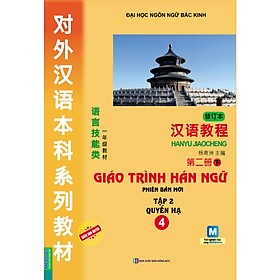 ĐẠI HỌC NGÔN NGỮ BẮC KINH
对外汉语本科系列教材
语言技能类
一年级教材
修订本
汉语教程
HANYU JIAOCHENG
杨寄洲 主编
第二册 下
GIÁO TRÌNH HÁN NGỮ
PHIÊN BẢN MỚI
TẬP 2
QUYỂN HẠ
4